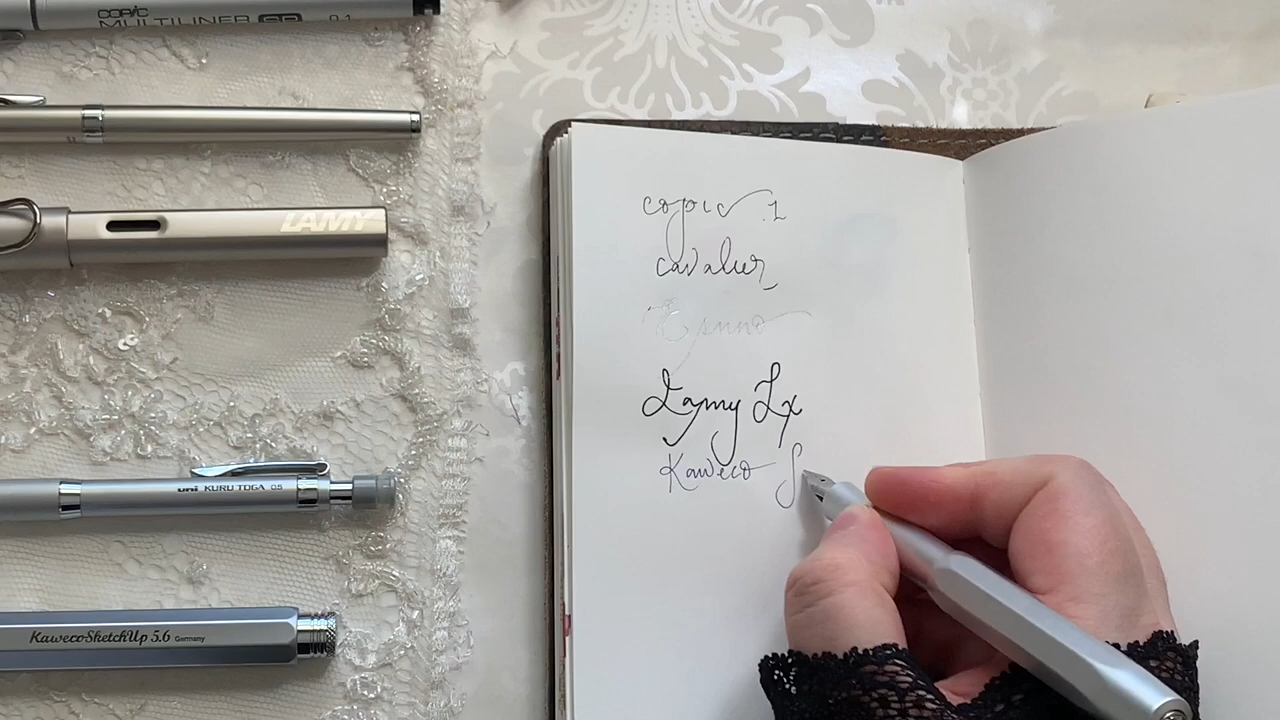 COPIC
MULTILINER SP 0.1
LAMY
uni KURU TOGA 0.5
KawecoSketchUp 5.6 Germany
copic .1
cavalier
Lamy Lx
Kaweco S